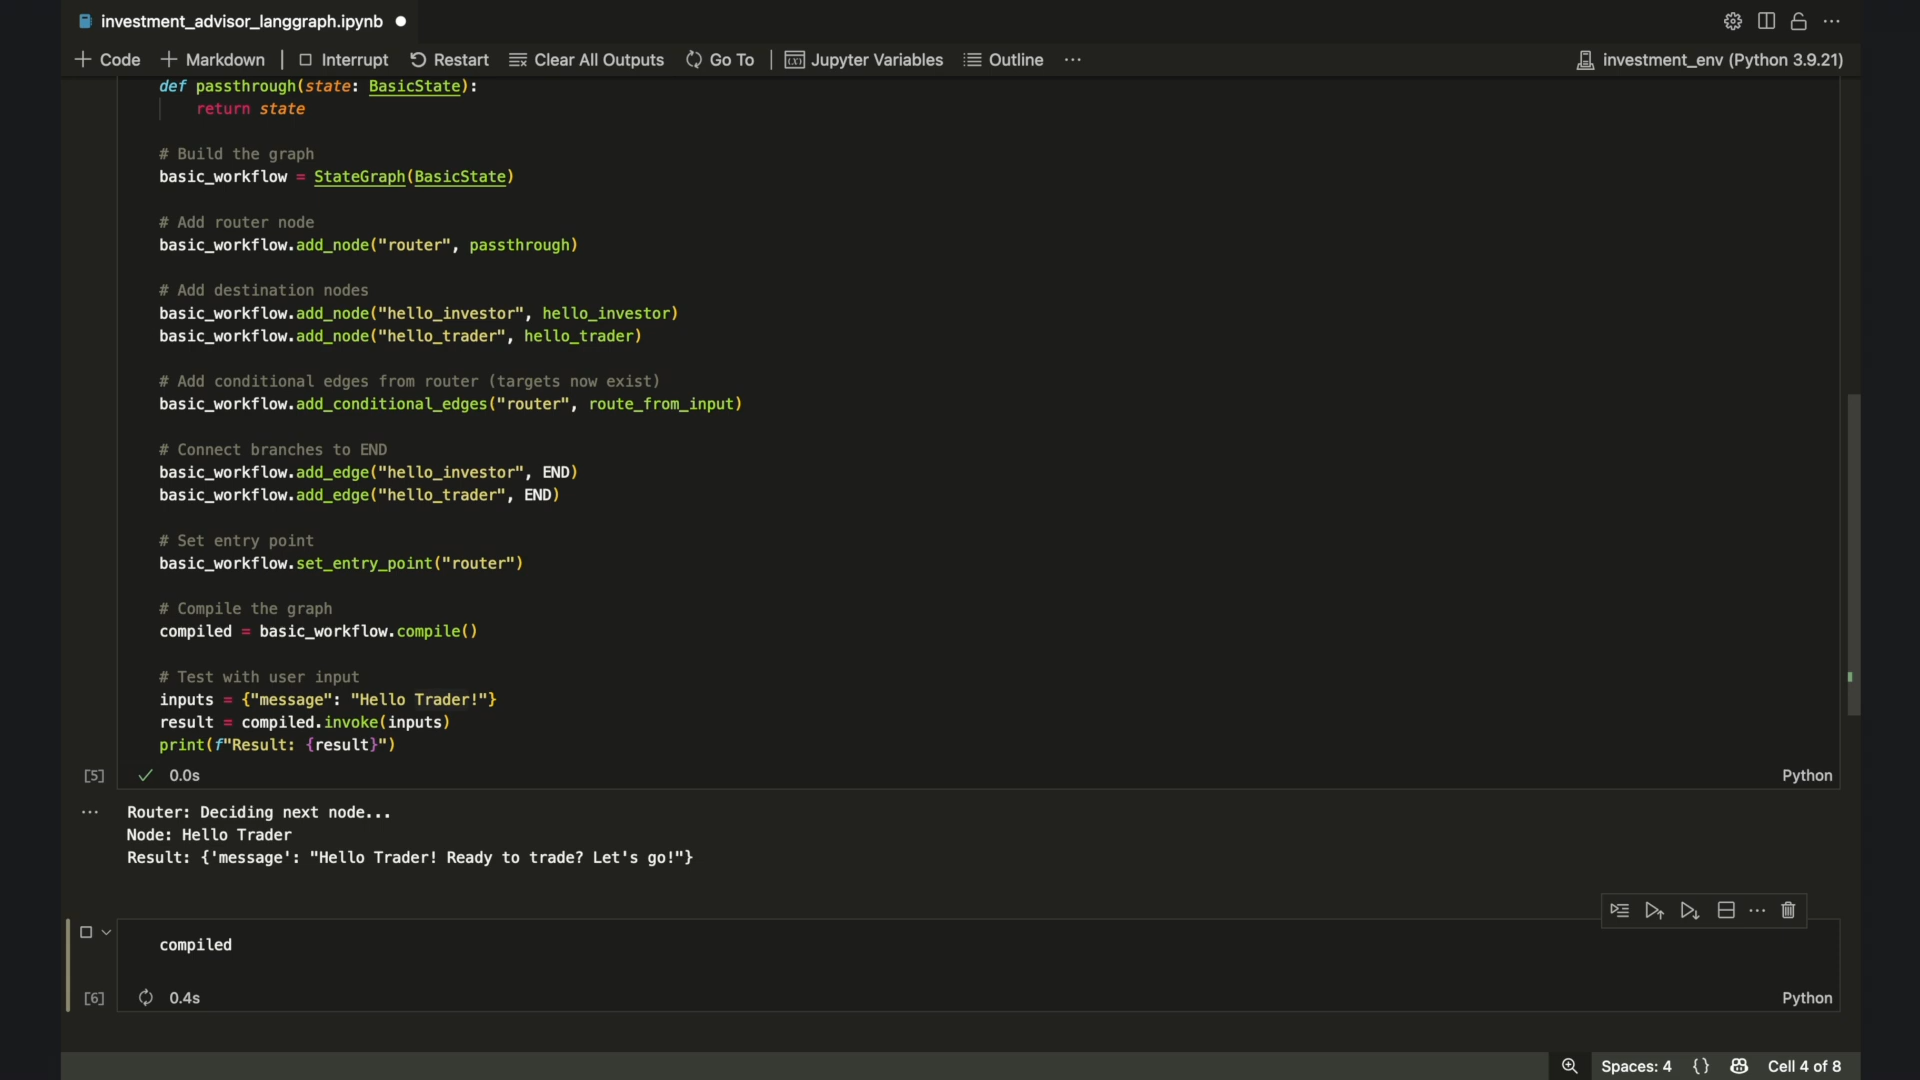 investment_advisor_langgraph.ipynb
Code Markdown Interrupt Restart Clear All Outputs Go To Jupyter Variables Outline ... investment_env (Python 3.9.21)
def passthrough(state: BasicState):
    return state
# Build the graph
basic_workflow = StateGraph(BasicState)
# Add router node
basic_workflow.add_node("router", passthrough)
# Add destination nodes
basic_workflow.add_node("hello_investor", hello_investor)
basic_workflow.add_node("hello_trader", hello_trader)
# Add conditional edges from router (targets now exist)
basic_workflow.add_conditional_edges("router", route_from_input)
# Connect branches to END
basic_workflow.add_edge("hello_investor", END)
basic_workflow.add_edge("hello_trader", END)
# Set entry point
basic_workflow.set_entry_point("router")
# Compile the graph
compiled = basic_workflow.compile()
# Test with user input
inputs = {"message": "Hello Trader!"}
result = compiled.invoke(inputs)
print(f"Result: {result}")
[5] 0.0s Python
Router: Deciding next node...
Node: Hello Trader
Result: {'message': "Hello Trader! Ready to trade? Let's go!"}
compiled
[6] 0.4s Python
Spaces: 4 {} Cell 4 of 8